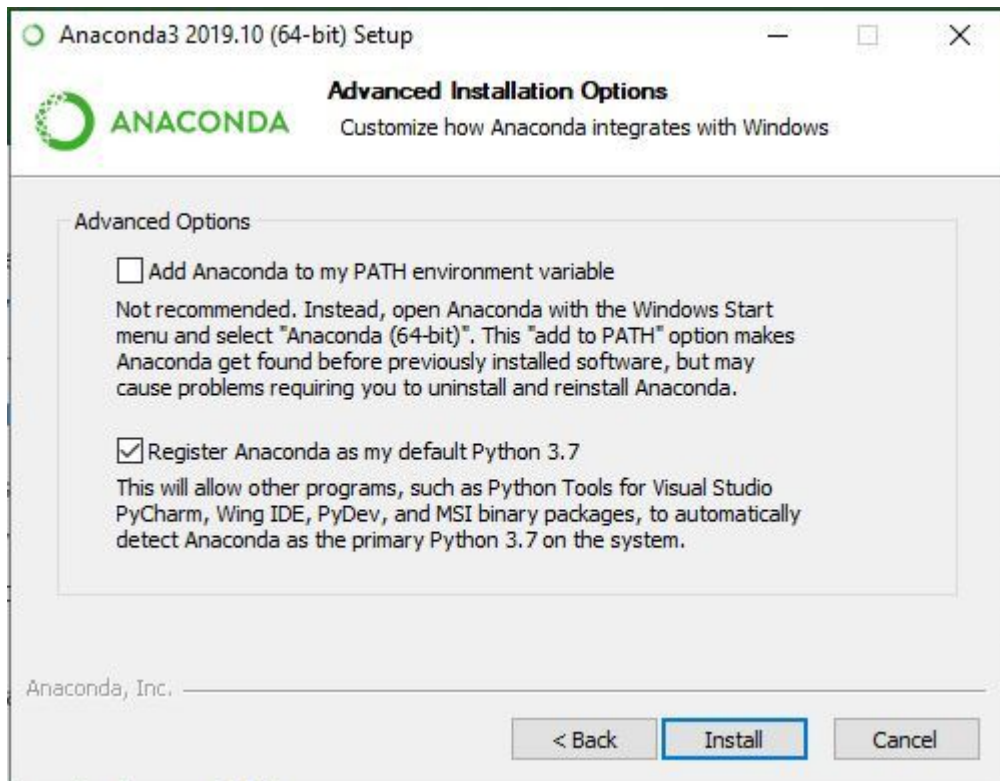 Anaconda3 2019.10 (64-bit) Setup
ANACONDA
Advanced Installation Options
Customize how Anaconda integrates with Windows
Advanced Options
Add Anaconda to my PATH environment variable
Not recommended. Instead, open Anaconda with the Windows Start
menu and select "Anaconda (64-bit)". This "add to PATH" option makes
Anaconda get found before previously installed software, but may
cause problems requiring you to uninstall and reinstall Anaconda.
Register Anaconda as my default Python 3.7
This will allow other programs, such as Python Tools for Visual Studio
PyCharm, Wing IDE, PyDev, and MSI binary packages, to automatically
detect Anaconda as the primary Python 3.7 on the system.
Anaconda, Inc.
< Back
Install
Cancel